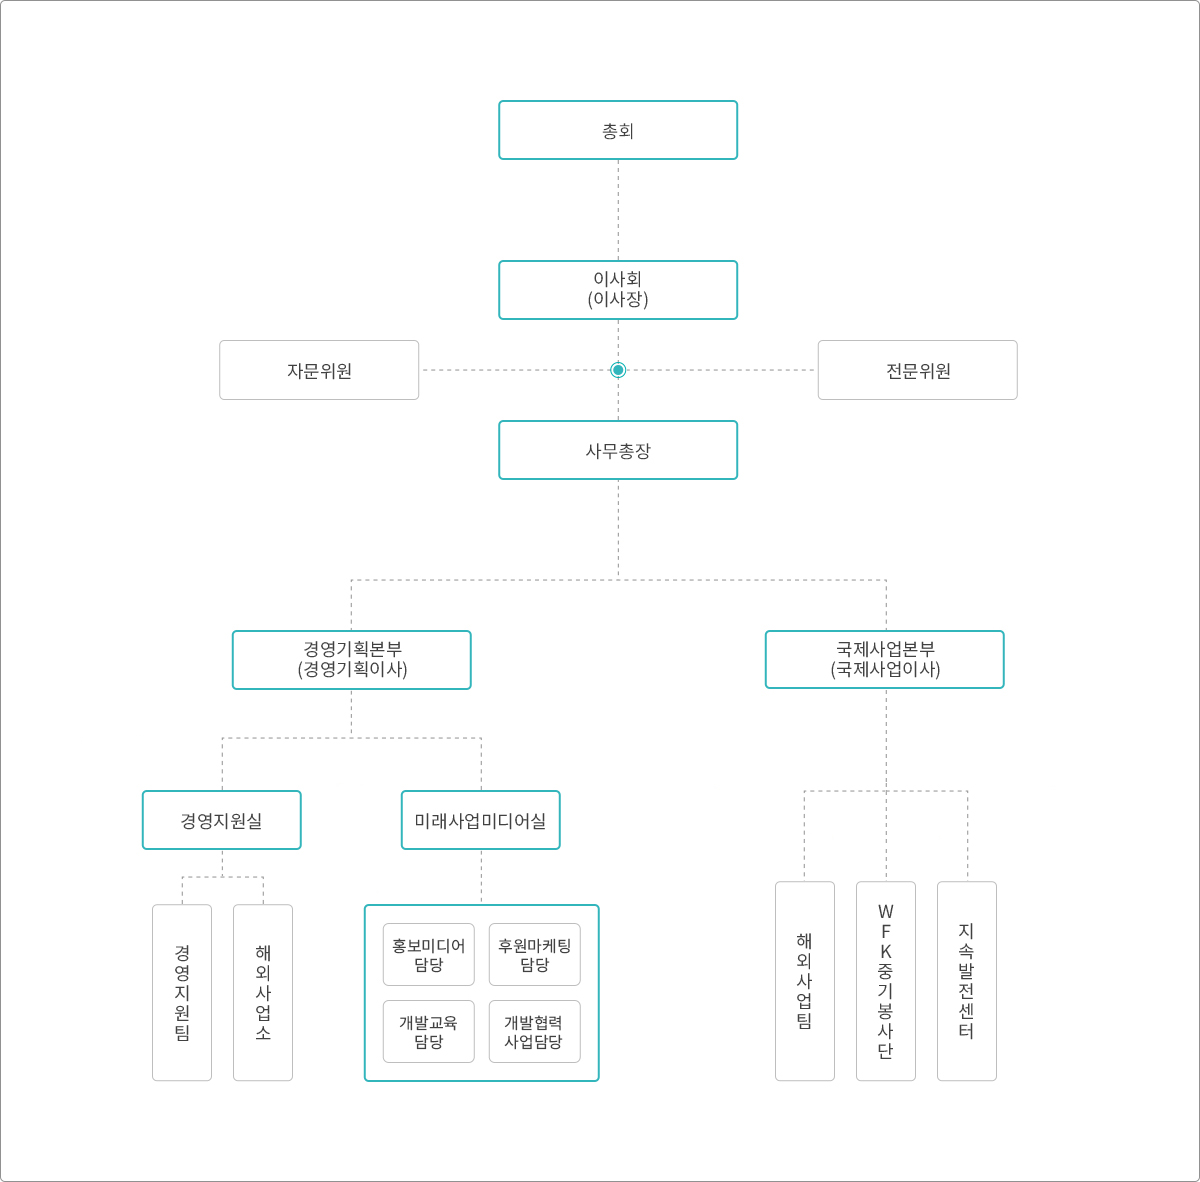 총회
이사회
(이사장)
자문위원
전문위원
사무총장
경영기획본부
(경영기획이사)
국제사업본부
(국제사업이사)
경영지원실
미래사업미디어실
경영지원팀
해외사업소
홍보미디어
담당
후원마케팅
담당
개발교육
담당
개발협력
사업담당
해외사업팀
WFK중기봉사단
지속발전센터